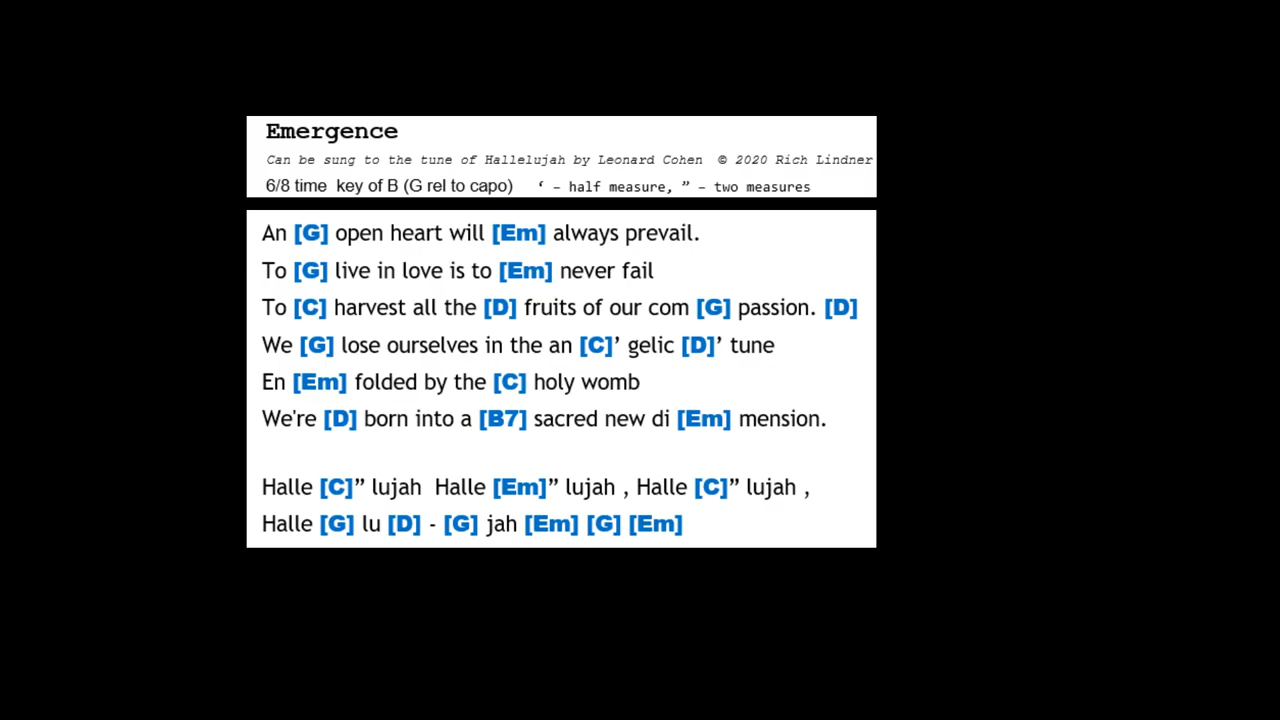 Emergence
Can be sung to the tune of Hallelujah by Leonard Cohen © 2020 Rich Lindner
6/8 time key of B (G rel to capo) ‘ – half measure, ” – two measures
An [G] open heart will [Em] always prevail.
To [G] live in love is to [Em] never fail
To [C] harvest all the [D] fruits of our com [G] passion. [D]
We [G] lose ourselves in the an [C]’ gelic [D]’ tune
En [Em] folded by the [C] holy womb
We're [D] born into a [B7] sacred new di [Em] mension.
Halle [C]” lujah Halle [Em]” lujah , Halle [C]” lujah ,
Halle [G] lu [D] - [G] jah [Em] [G] [Em]